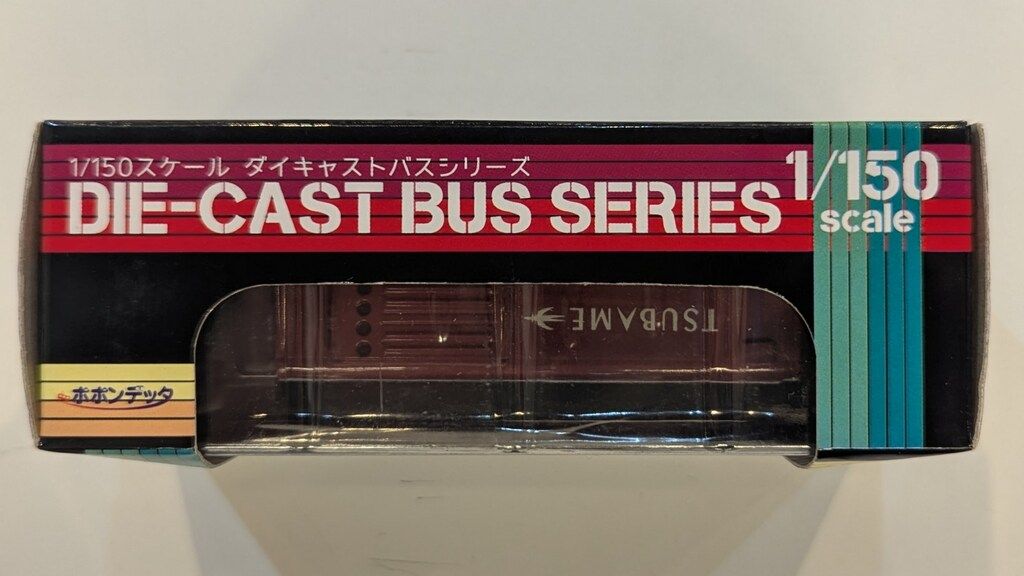 1/150スケール ダイキャストバスシリーズ
DIE-CAST BUS SERIES
1/150
scale
TSUBAME
ポポンデッタ